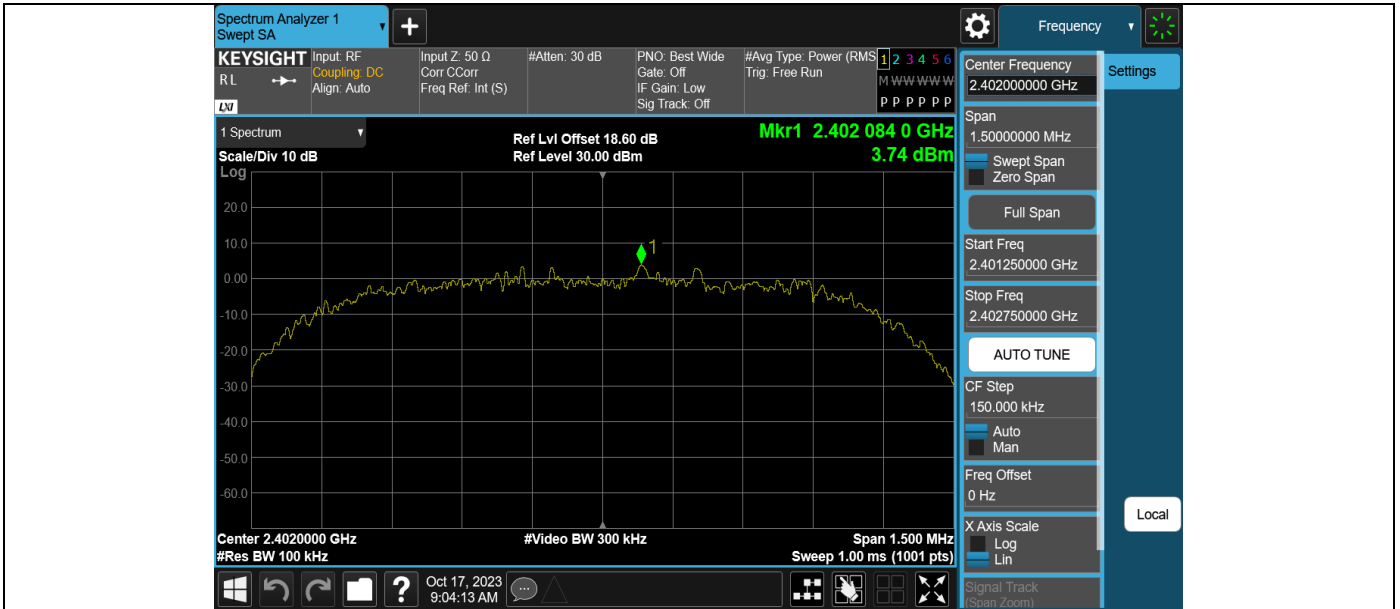 Spectrum Analyzer 1
Swept SA
+
Frequency
KEYSIGHT
R L
LXI
Input: RF
Coupling: DC
Align: Auto
Input Z: 50 Ω
Corr CCorr
Freq Ref: Int (S)
#Atten: 30 dB
PNO: Best Wide
Gate: Off
IF Gain: Low
Sig Track: Off
#Avg Type: Power (RMS
Trig: Free Run
1 2 3 4 5 6
M W W W W W
P P P P P P
1 Spectrum
Scale/Div 10 dB
Log
Ref Lvl Offset 18.60 dB
Ref Level 30.00 dBm
Mkr1 2.402 084 0 GHz
3.74 dBm
1
20.0
10.0
0.00
-10.0
-20.0
-30.0
-40.0
-50.0
-60.0
Center 2.4020000 GHz
#Res BW 100 kHz
#Video BW 300 kHz
Span 1.500 MHz
Sweep 1.00 ms (1001 pts)
Center Frequency
2.402000000 GHz
Span
1.50000000 MHz
Swept Span
Zero Span
Full Span
Start Freq
2.401250000 GHz
Stop Freq
2.402750000 GHz
AUTO TUNE
CF Step
150.000 kHz
Auto
Man
Freq Offset
0 Hz
X Axis Scale
Log
Lin
Signal Track
(Span Zoom)
Settings
Local
?
Oct 17, 2023
9:04:13 AM